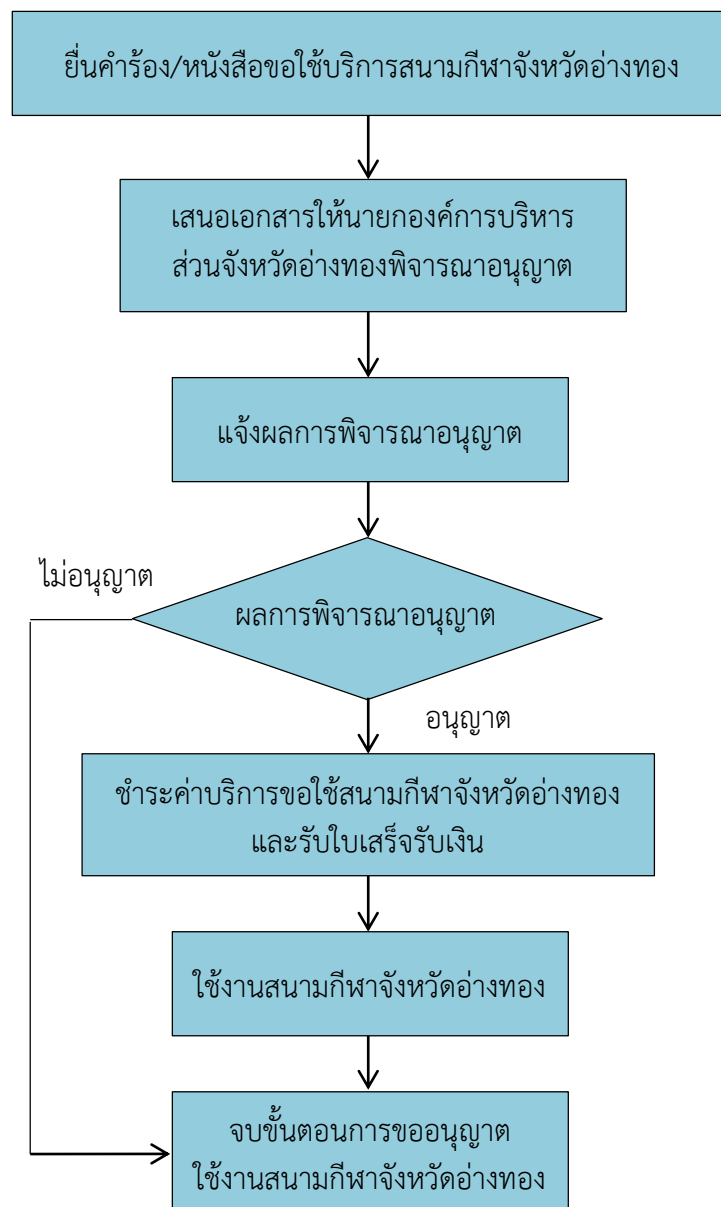 ยื่นคำร้อง/หนังสือขอใช้บริการสนามกีฬาจังหวัดอ่างทอง
เสนอเอกสารให้นายกองค์การบริหาร
ส่วนจังหวัดอ่างทองพิจารณาอนุญาต
แจ้งผลการพิจารณาอนุญาต
ไม่อนุญาต
ผลการพิจารณาอนุญาต
อนุญาต
ชำระค่าบริการขอใช้สนามกีฬาจังหวัดอ่างทอง
และรับใบเสร็จรับเงิน
ใช้งานสนามกีฬาจังหวัดอ่างทอง
จบขั้นตอนการขออนุญาต
ใช้งานสนามกีฬาจังหวัดอ่างทอง